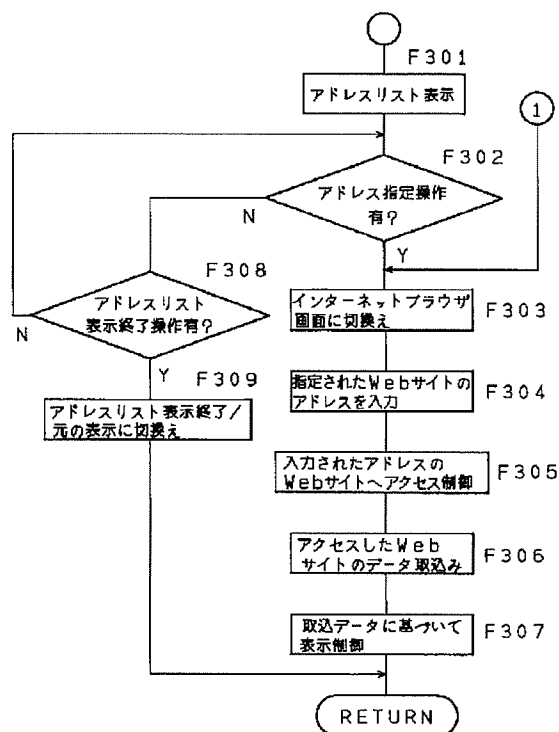 F301
アドレスリスト表示
1
F302
アドレス指定操作
有?
N
Y
F308
アドレスリスト
表示終了操作有?
N
Y
インターネットブラウザ
画面に切換え
F303
F309
アドレスリスト表示終了/
元の表示に切換え
指定されたWebサイトの
アドレスを入力
F304
入力されたアドレスの
Webサイトへアクセス制御
F305
アクセスしたWeb
サイトのデータ取込み
F306
取込データに基づいて
表示制御
F307
RETURN